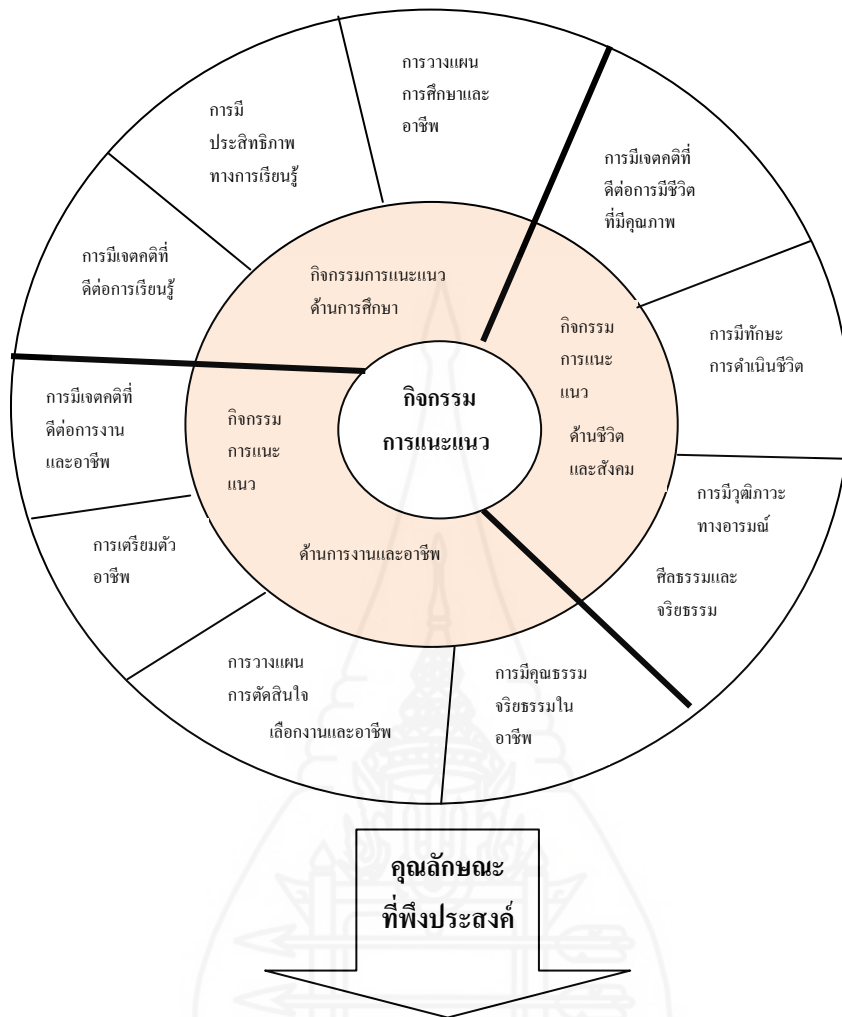 การวางแผน
การศึกษาและ
อาชีพ
การมี
ประสิทธิภาพ
ทางการเรียนรู้
การมีเจตคติที่
ดีต่อการมีชีวิต
ที่มีคุณภาพ
การมีเจตคติที่
ดีต่อการเรียนรู้
กิจกรรมการแนะแนว
ด้านการศึกษา
กิจกรรม
การแนะ
แนว
ด้านชีวิต
และสังคม
การมีทักษะ
การดำเนินชีวิต
กิจกรรม
การแนะแนว
การมีเจตคติที่
ดีต่อการงาน
และอาชีพ
กิจกรรม
การแนะ
แนว
ด้านการงานและอาชีพ
การมีวุฒิภาวะ
ทางอารมณ์
ศีลธรรมและ
จริยธรรม
การเตรียมตัว
อาชีพ
การวางแผน
การตัดสินใจ
เลือกงานและอาชีพ
การมีคุณธรรม
จริยธรรมใน
อาชีพ
คุณลักษณะ
ที่พึงประสงค์